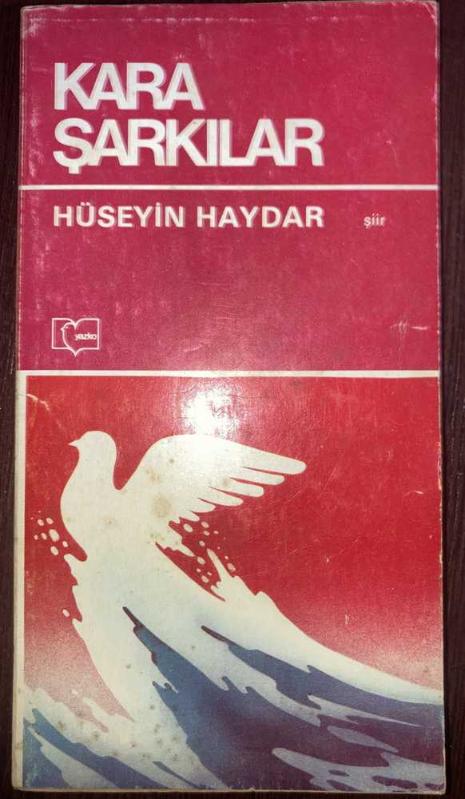 KARA
ŞARKILAR
HÜSEYİN HAYDAR şiir
yazko